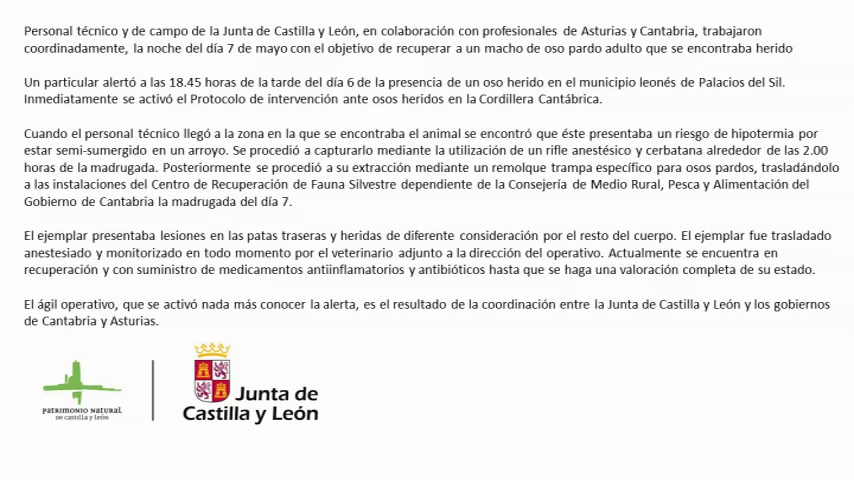 Personal técnico y de campo de la Junta de Castilla y León, en colaboración con profesionales de Asturias y Cantabria, trabajaron
coordinadamente, la noche del día 7 de mayo con el objetivo de recuperar a un macho de oso pardo adulto que se encontraba herido
Un particular alertó a las 18.45 horas de la tarde del día 6 de la presencia de un oso herido en el municipio leonés de Palacios del Sil.
Inmediatamente se activó el Protocolo de intervención ante osos heridos en la Cordillera Cantábrica.
Cuando el personal técnico llegó a la zona en la que se encontraba el animal se encontró que éste presentaba un riesgo de hipotermia por
estar semi-sumergido en un arroyo. Se procedió a capturarlo mediante la utilización de un rifle anestésico y cerbatana alrededor de las 2.00
horas de la madrugada. Posteriormente se procedió a su extracción mediante un remolque trampa específico para osos pardos, trasladándolo
a las instalaciones del Centro de Recuperación de Fauna Silvestre dependiente de la Consejería de Medio Rural, Pesca y Alimentación del
Gobierno de Cantabria la madrugada del día 7.
El ejemplar presentaba lesiones en las patas traseras y heridas de diferente consideración por el resto del cuerpo. El ejemplar fue trasladado
anestesiado y monitorizado en todo momento por el veterinario adjunto a la dirección del operativo. Actualmente se encuentra en
recuperación y con suministro de medicamentos antiinflamatorios y antibióticos hasta que se haga una valoración completa de su estado.
El ágil operativo, que se activó nada más conocer la alerta, es el resultado de la coordinación entre la Junta de Castilla y León y los gobiernos
de Cantabria y Asturias.
PATRIMONIO NATURAL
DE CASTILLA Y LEÓN
Junta de
Castilla y León